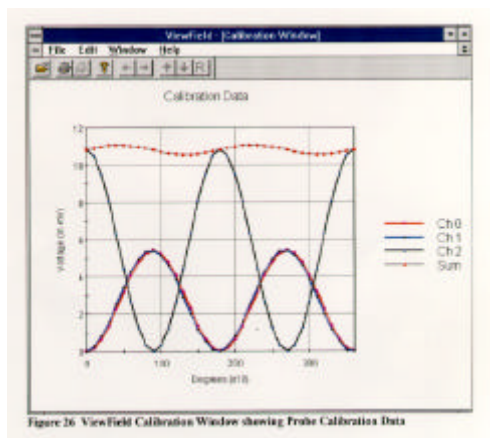 ViewField - [Calibration Window]
File Edit Window Help
R
Calibration Data
12
10
8
6
4
2
0
Voltage (in mV)
0 100 200 300
Degrees
Ch 0
Ch 1
Ch 2
Sum
Figure 26 ViewField Calibration Window showing Probe Calibration Data